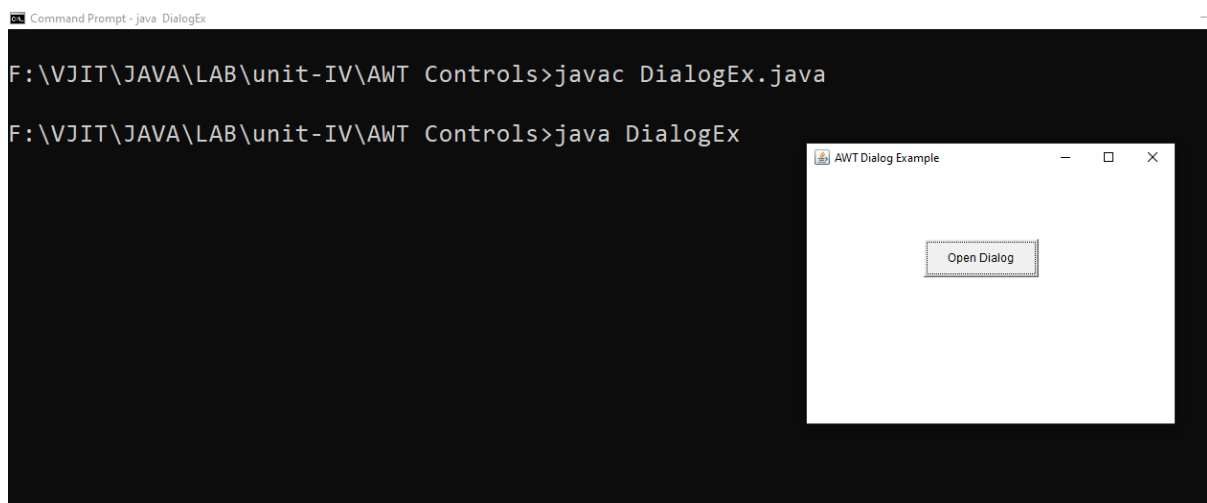 Command Prompt - java DialogEx
F:\VJIT\JAVA\LAB\unit-IV\AWT Controls>javac DialogEx.java
F:\VJIT\JAVA\LAB\unit-IV\AWT Controls>java DialogEx
AWT Dialog Example
Open Dialog